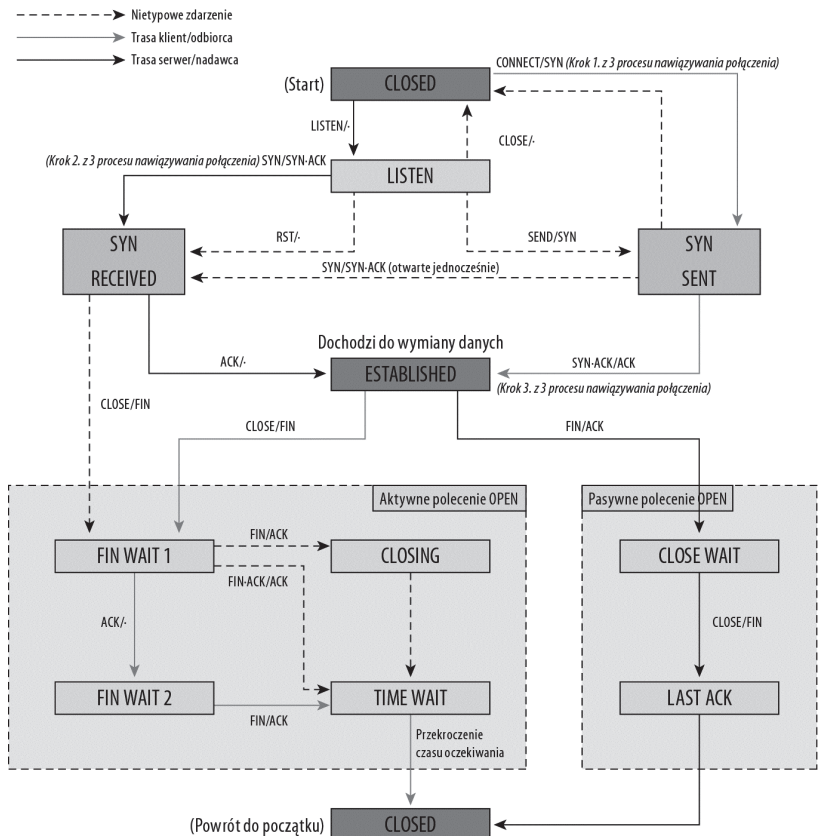 Nietypowe zdarzenie
Trasa klient/odbiorca
Trasa serwer/nadawca
CONNECT/SYN (Krok 1. z 3 procesu nawiązywania połączenia)
(Start)
CLOSED
LISTEN/-
CLOSE/-
(Krok 2. z 3 procesu nawiązywania połączenia) SYN/SYN-ACK
LISTEN
SYN
RECEIVED
RST/-
SEND/SYN
SYN
SENT
SYN/SYN-ACK (otwarte jednocześnie)
Dochodzi do wymiany danych
ACK/-
ESTABLISHED
SYN-ACK/ACK
(Krok 3. z 3 procesu nawiązywania połączenia)
CLOSE/FIN
CLOSE/FIN
FIN/ACK
Aktywne polecenie OPEN
Pasywne polecenie OPEN
FIN WAIT 1
FIN/ACK
CLOSING
CLOSE WAIT
FIN-ACK/ACK
ACK/-
CLOSE/FIN
FIN WAIT 2
TIME WAIT
LAST ACK
FIN/ACK
Przekroczenie
czasu oczekiwania
(Powrót do początku)
CLOSED